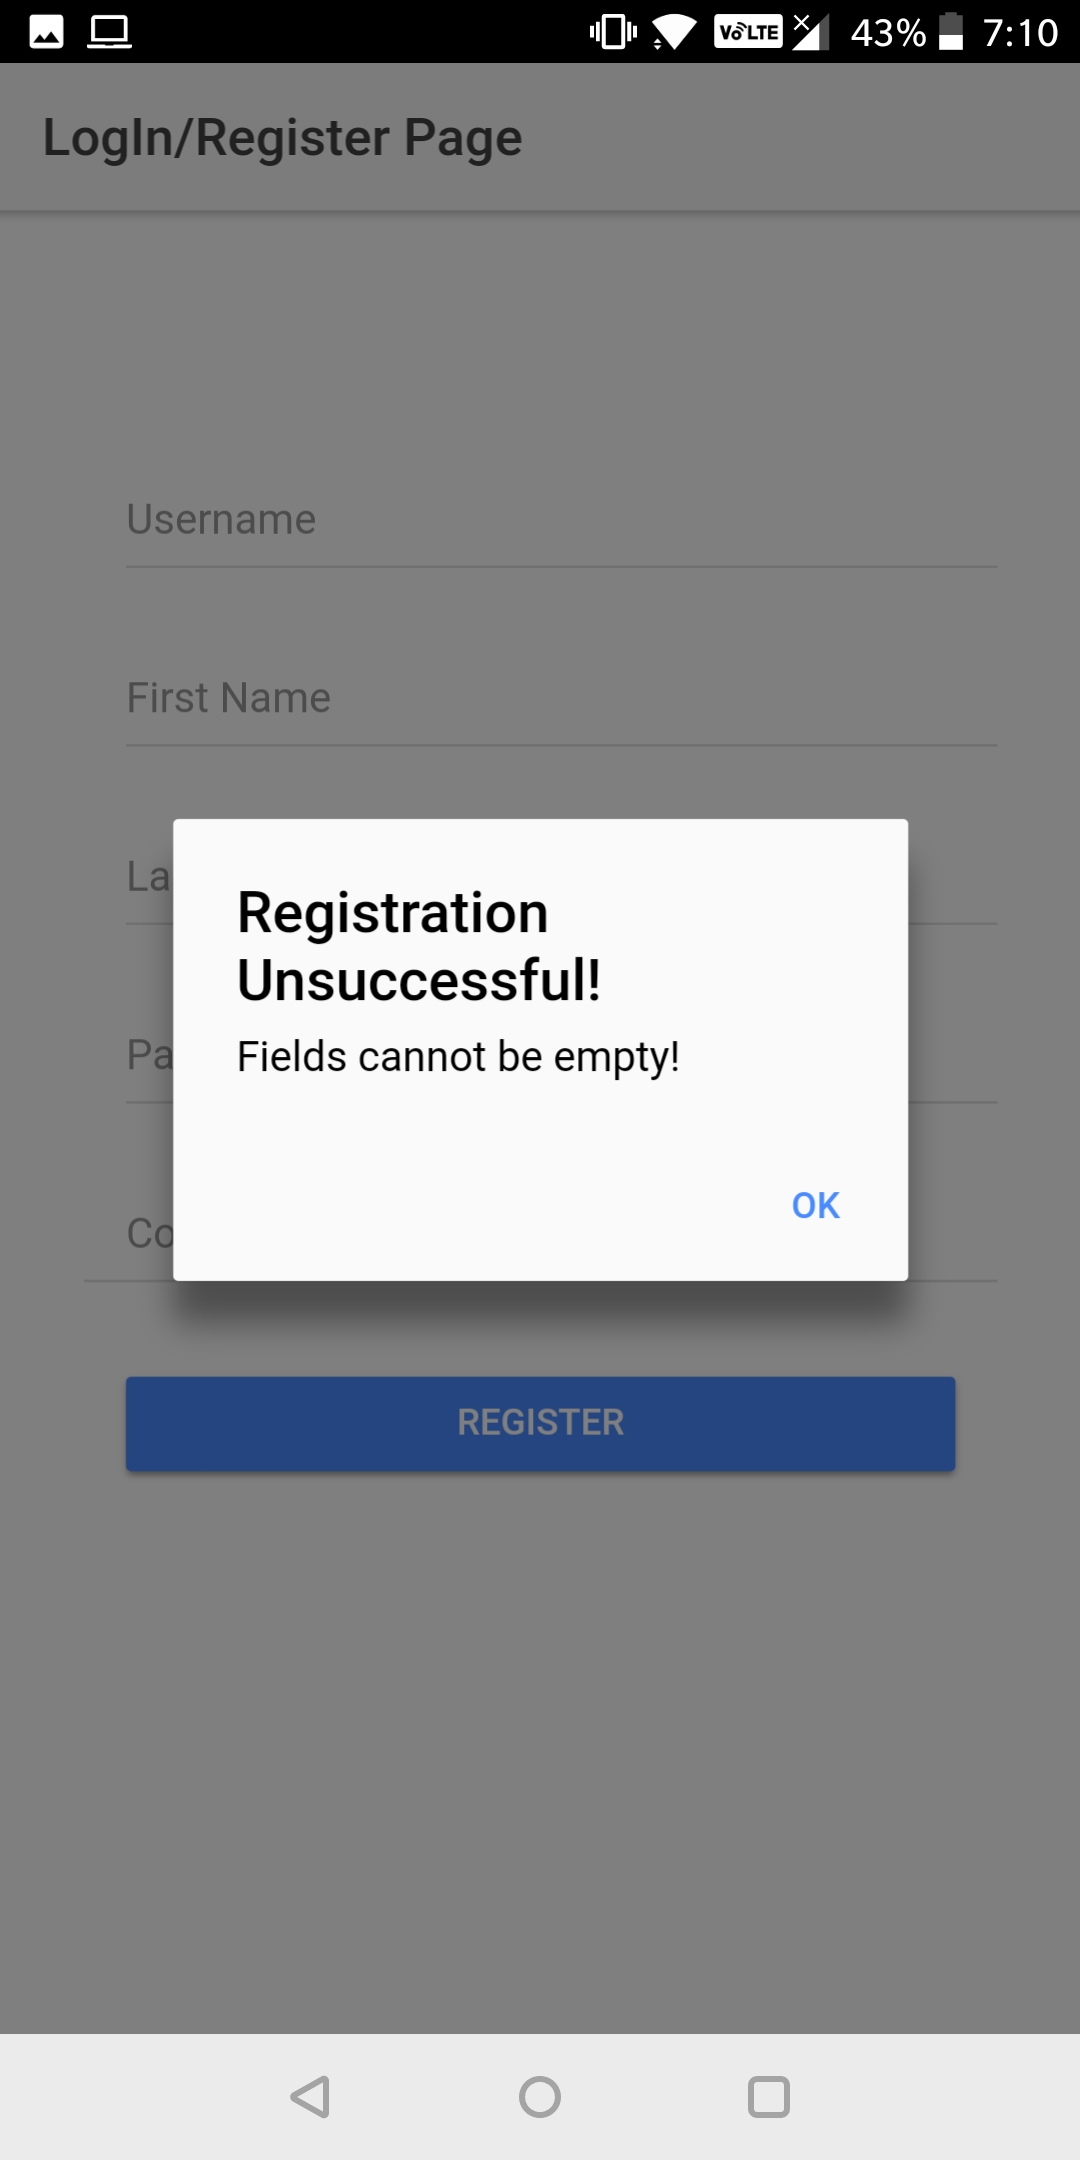 VoLTE 43% 7:10
LogIn/Register Page
Username
First Name
La
Pa
Co
Registration
Unsuccessful!
Fields cannot be empty!
OK
REGISTER